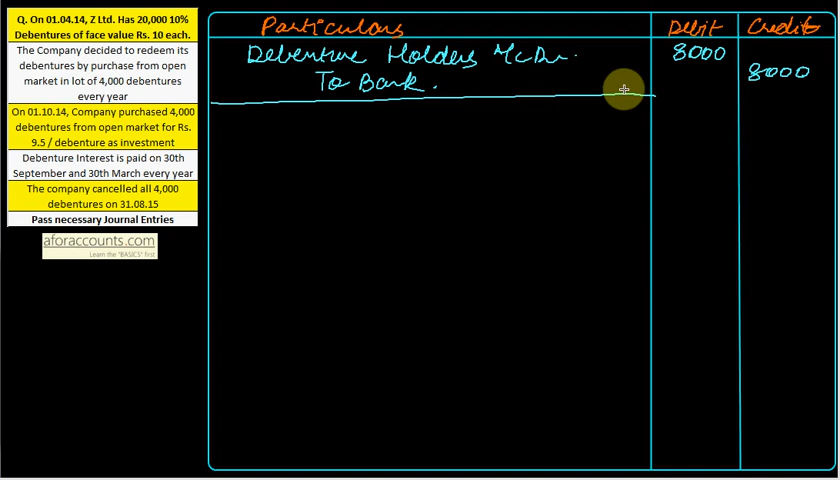 Q. On 01.04.14, Z Ltd. Has 20,000 10%
Debentures of face value Rs. 10 each.
The Company decided to redeem its
debentures by purchase from open
market in lot of 4,000 debentures
every year
On 01.10.14, Company purchased 4,000
debentures from open market for Rs.
9.5 / debenture as investment
Debenture Interest is paid on 30th
September and 30th March every year
The company cancelled all 4,000
debentures on 31.08.15
Pass necessary Journal Entries
aforaccounts.com
Learn the "BASICS" first
Particulars Debit Credit
Debenture Holders A/c Dr. 8000
To Bank. 8000